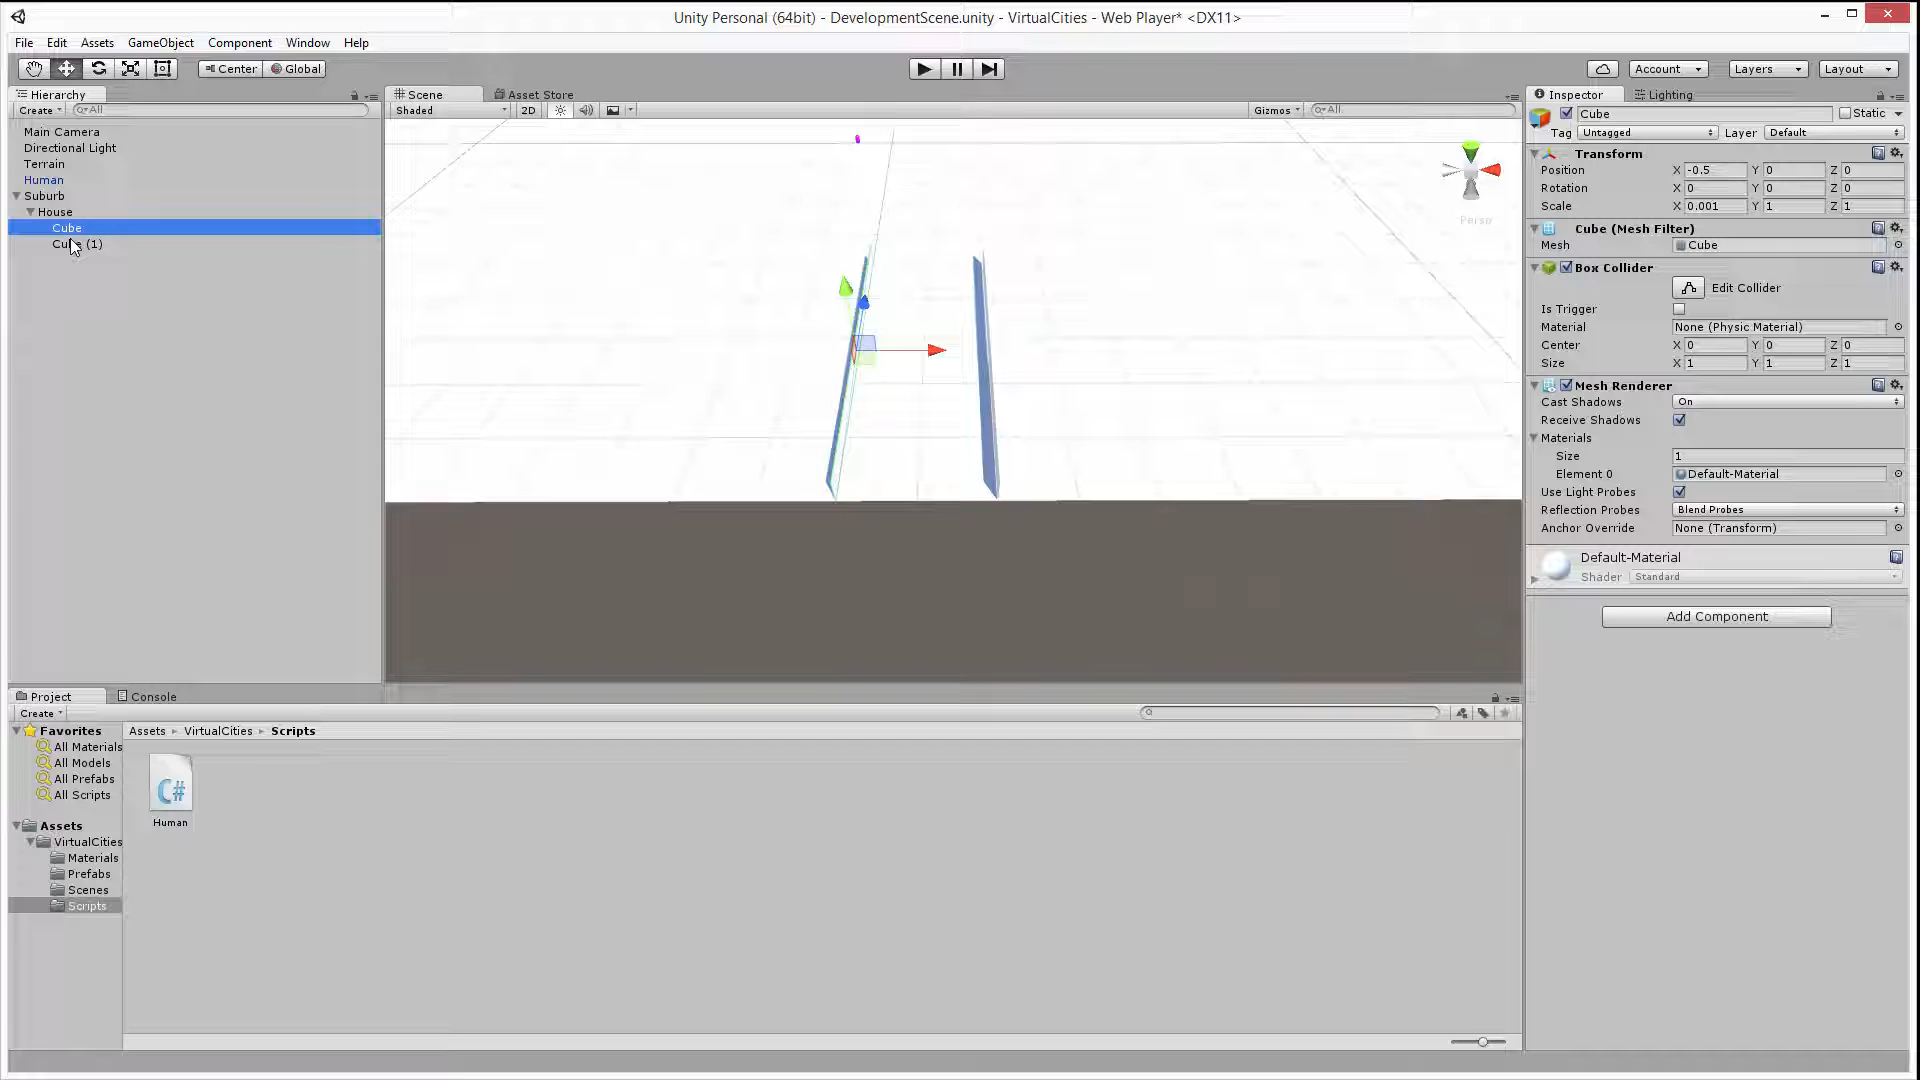 Unity Personal (64bit) - DevelopmentScene.unity - VirtualCities - Web Player* <DX11>
File Edit Assets GameObject Component Window Help
Center Global Account Layers Layout
Hierarchy
Create All
Main Camera
Directional Light
Terrain
Human
Suburb
House
Cube
Cube (1)
Scene Asset Store
Shaded 2D Gizmos All
Persp
Inspector Lighting
Cube Static
Tag Untagged Layer Default
Transform
Position X -0.5 Y 0 Z 0
Rotation X 0 Y 0 Z 0
Scale X 0.001 Y 1 Z 1
Cube (Mesh Filter)
Mesh Cube
Box Collider
Edit Collider
Is Trigger
Material None (Physic Material)
Center X 0 Y 0 Z 0
Size X 1 Y 1 Z 1
Mesh Renderer
Cast Shadows On
Receive Shadows
Materials
Size 1
Element 0 Default-Material
Use Light Probes
Reflection Probes Blend Probes
Anchor Override None (Transform)
Default-Material
Shader Standard
Add Component
Project Console
Create
Favorites
All Materials
All Models
All Prefabs
All Scripts
Assets
VirtualCities
Materials
Prefabs
Scenes
Scripts
Assets VirtualCities Scripts
C#
Human